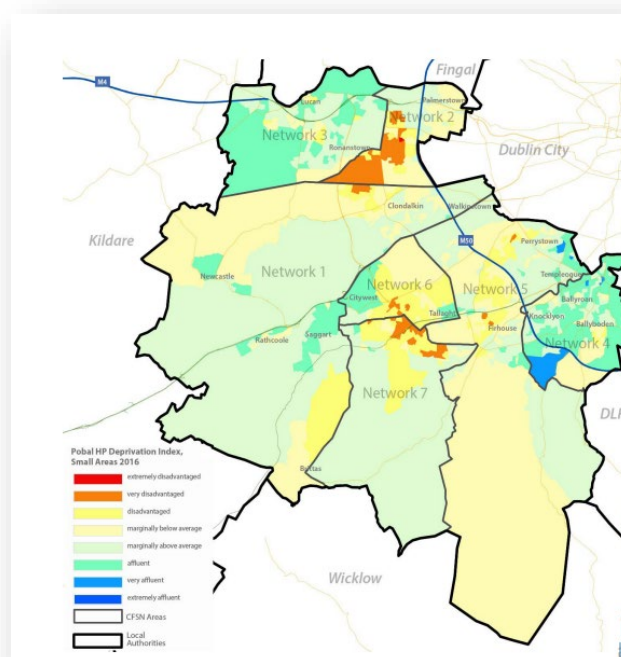 Fingal
M4
Lucan
Palmerstown
Network 2
Network 3
Ronanstown
Dublin City
Clondalkin
Walkinstown
Kildare
M50
Perrystown
Newcastle
Network 1
Templeogue
Network 6
Network 5
Citywest
Ballyroan
Tallaght
Knocklyon
Ballyboden
Rathcoole
Saggart
Firhouse
Network 4
Network 7
DLR
Pobal HP Deprivation Index,
Small Areas 2016
extremely disadvantaged
very disadvantaged
disadvantaged
marginally below average
marginally above average
affluent
very affluent
extremely affluent
CFSN Areas
Local
Authorities
Brittas
Wicklow